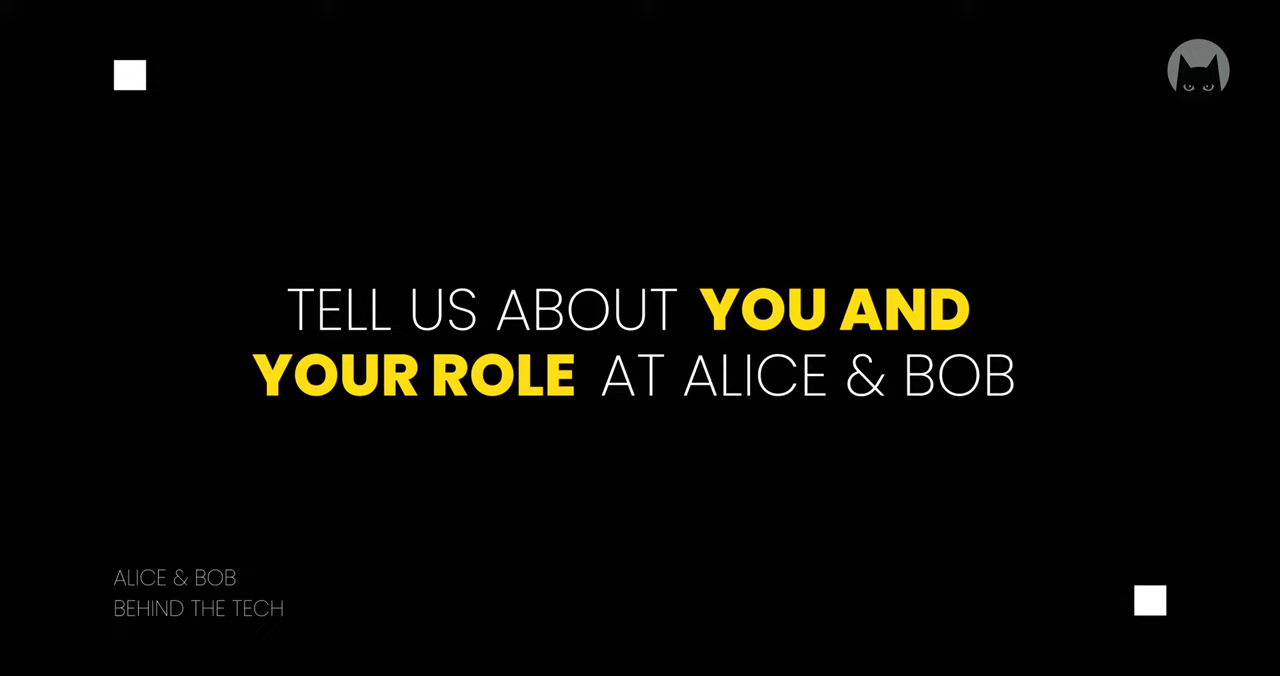 TELL US ABOUT YOU AND
YOUR ROLE AT ALICE & BOB
ALICE & BOB
BEHIND THE TECH